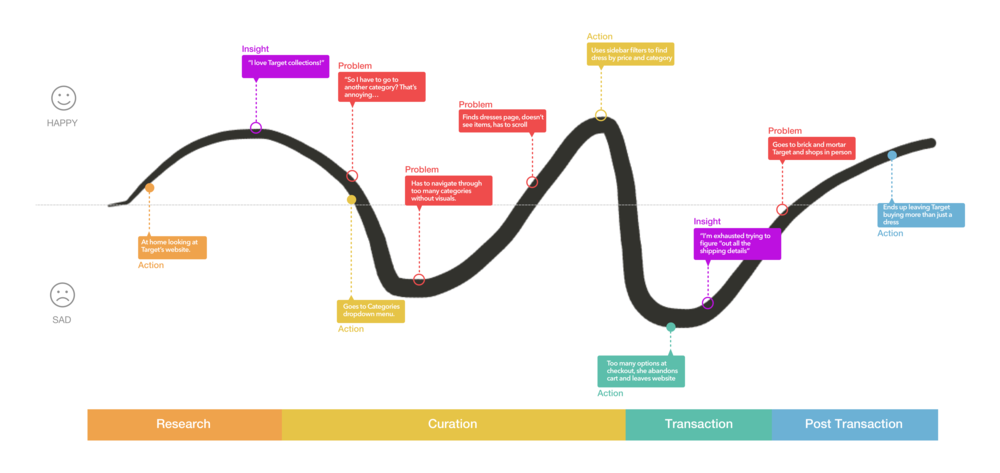 Action
Uses sidebar filters to find
dress by price and category
Insight
"I love Target collections!"
Problem
"So I have to go to
another category? That's
annoying...
HAPPY
Problem
Finds dresses page, doesn't
see items, has to scroll
Problem
Goes to brick and mortar
Target and shops in person
Problem
Has to navigate through
too many categories
without visuals.
Ends up leaving Target
buying more than just a
dress
Action
Insight
"I'm exhausted trying to
figure "out all the
shipping details"
At home looking at
Target's website.
Action
Goes to Categories
dropdown menu.
Action
SAD
Too many options at
checkout, she abandons
cart and leaves website
Action
Research
Curation
Transaction
Post Transaction